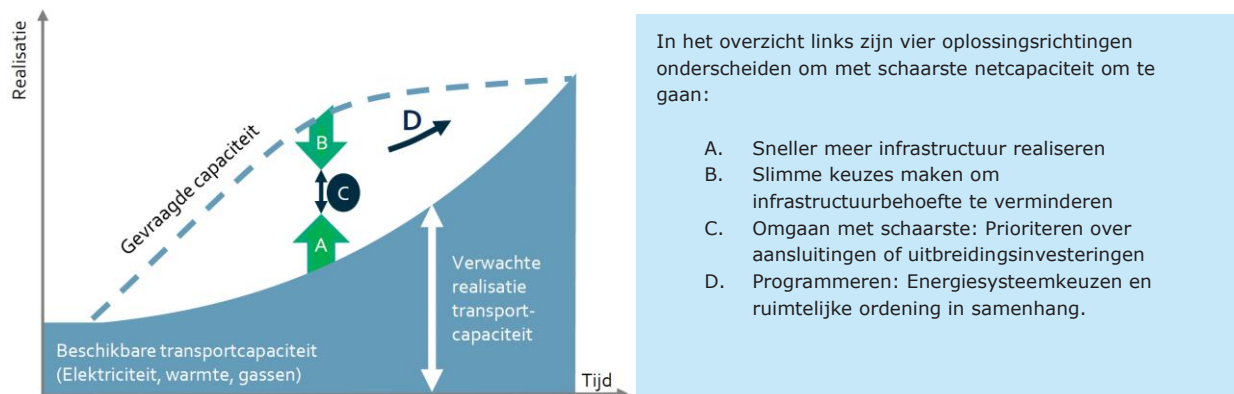 Realisatie
Gevraagde capaciteit
B
D
C
A
Verwachte
realisatie
transport-
capaciteit
Beschikbare transportcapaciteit
(Elektriciteit, warmte, gassen)
Tijd
In het overzicht links zijn vier oplossingsrichtingen
onderscheiden om met schaarste netcapaciteit om te
gaan:
A. Sneller meer infrastructuur realiseren
B. Slimme keuzes maken om
infrastructuurbehoefte te verminderen
C. Omgaan met schaarste: Prioriteren over
aansluitingen of uitbreidingsinvesteringen
D. Programmeren: Energiesysteemkeuzen en
ruimtelijke ordening in samenhang.